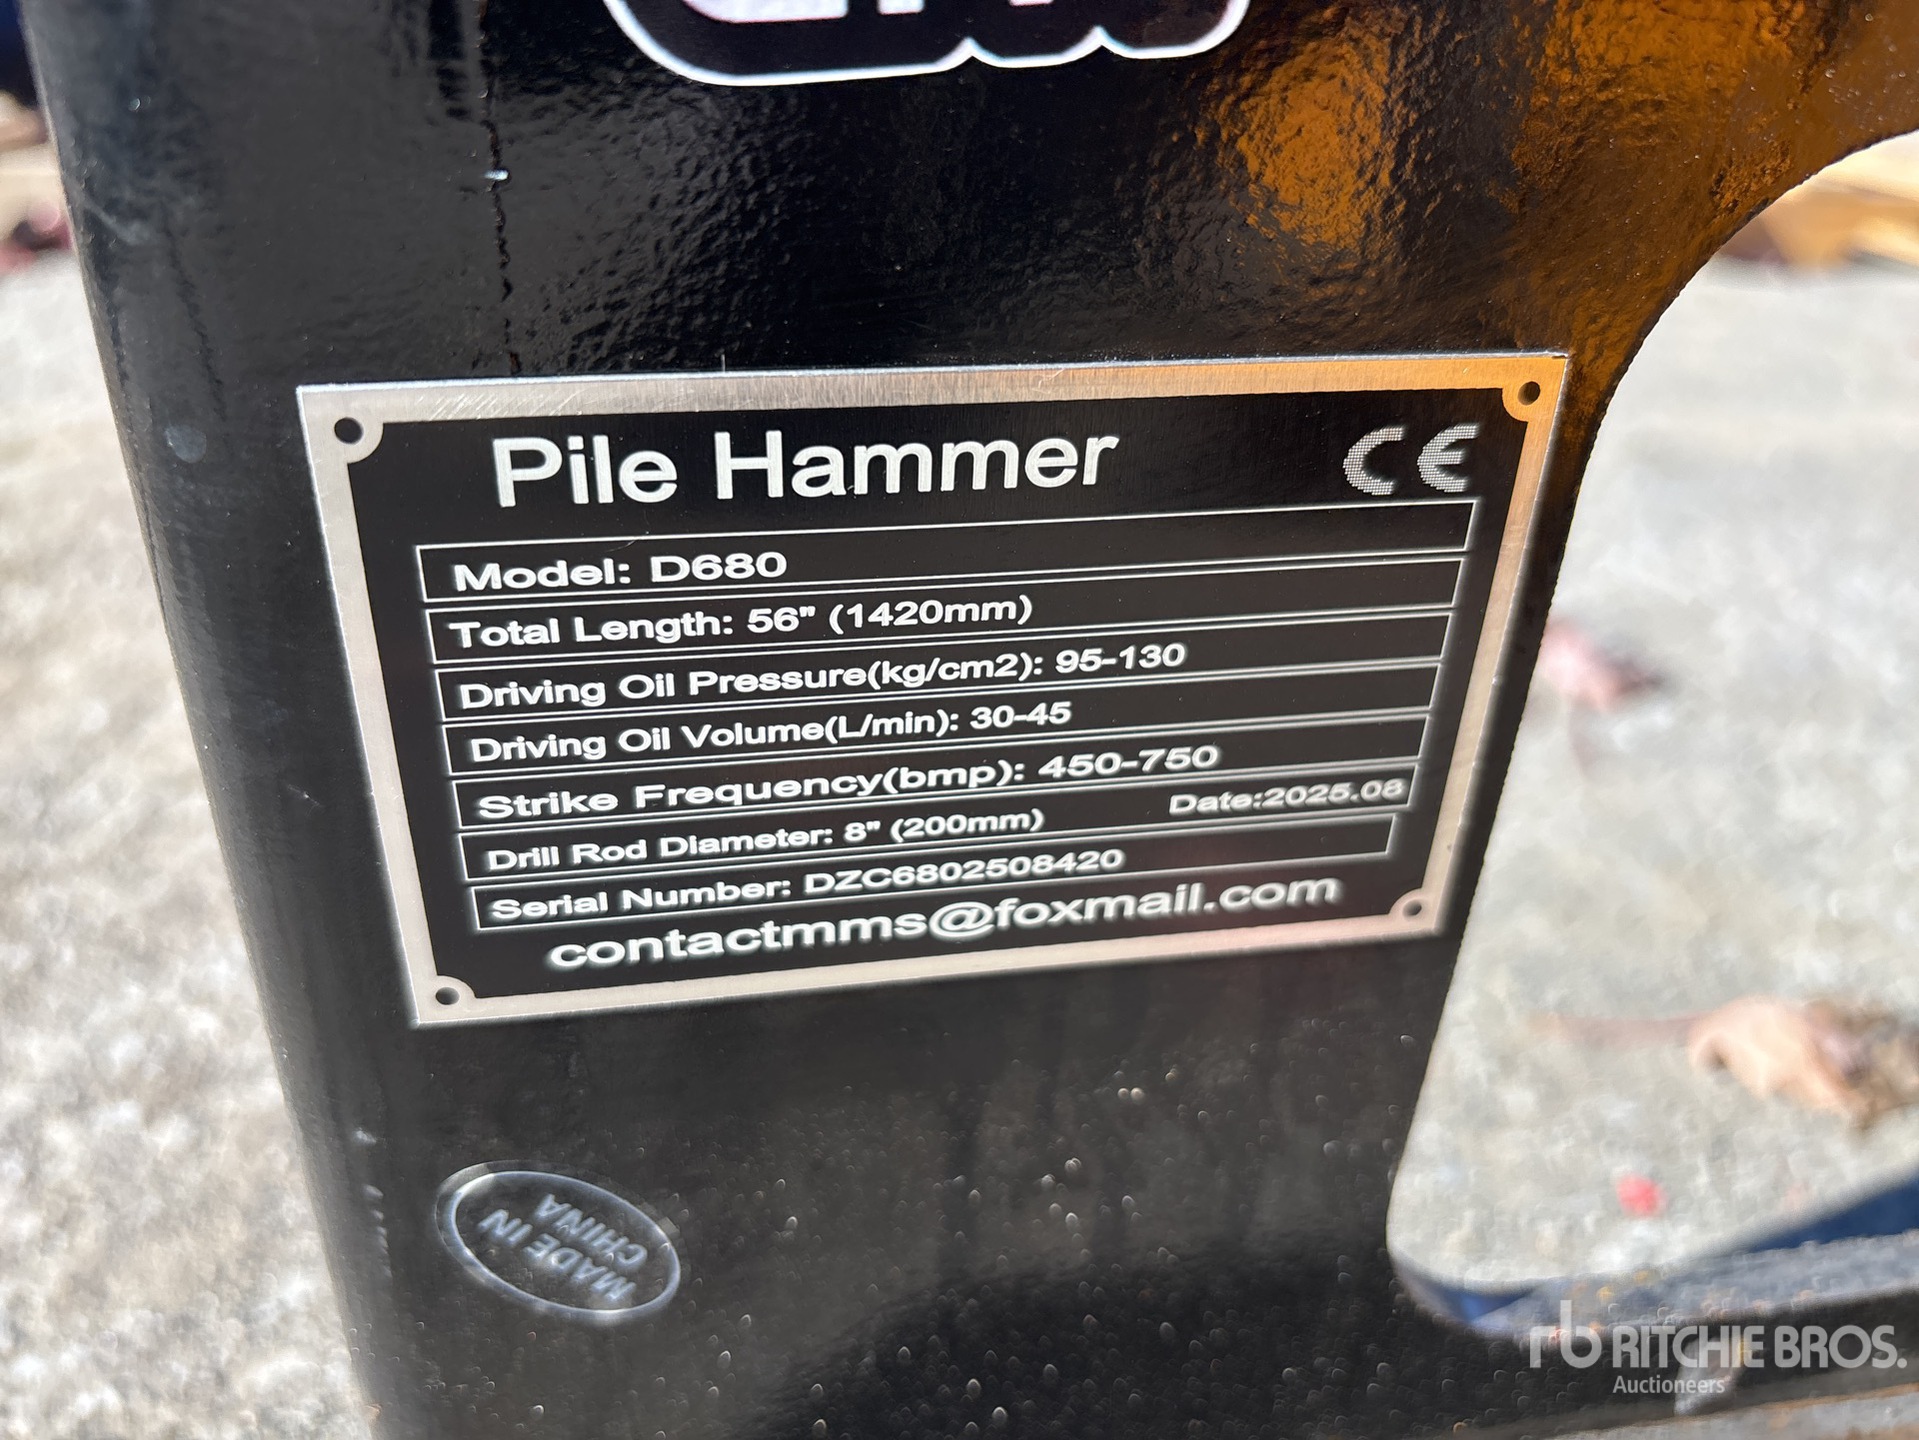 Pile Hammer CE
Model: D680
Total Length: 56" (1420mm)
Driving Oil Pressure(kg/cm2): 95-130
Driving Oil Volume(L/min): 30-45
Strike Frequency(bmp): 450-750
Drill Rod Diameter: 8" (200mm) Date:2025.08
Serial Number: DZC6802508420
contactmms@foxmail.com
MADE IN
CHINA
rb RITCHIE BROS.
Auctioneers